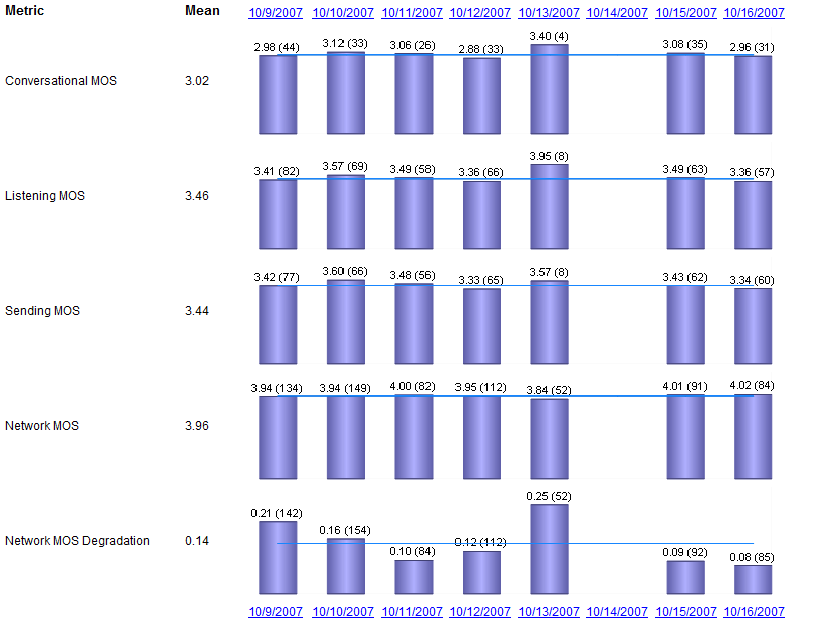 Metric Mean 10/9/2007 10/10/2007 10/11/2007 10/12/2007 10/13/2007 10/14/2007 10/15/2007 10/16/2007
2.98 (44) 3.12 (33) 3.06 (26) 2.88 (33) 3.40 (4) 3.08 (35) 2.96 (31)
Conversational MOS 3.02
3.41 (82) 3.57 (69) 3.49 (58) 3.36 (66) 3.95 (8) 3.49 (63) 3.36 (57)
Listening MOS 3.46
3.42 (77) 3.60 (66) 3.48 (56) 3.33 (65) 3.57 (8) 3.43 (62) 3.34 (60)
Sending MOS 3.44
3.94 (134) 3.94 (149) 4.00 (82) 3.95 (112) 3.84 (52) 4.01 (91) 4.02 (84)
Network MOS 3.96
0.21 (142) 0.16 (154) 0.10 (84) 0.12 (112) 0.25 (52) 0.09 (92) 0.08 (85)
Network MOS Degradation 0.14
10/9/2007 10/10/2007 10/11/2007 10/12/2007 10/13/2007 10/14/2007 10/15/2007 10/16/2007